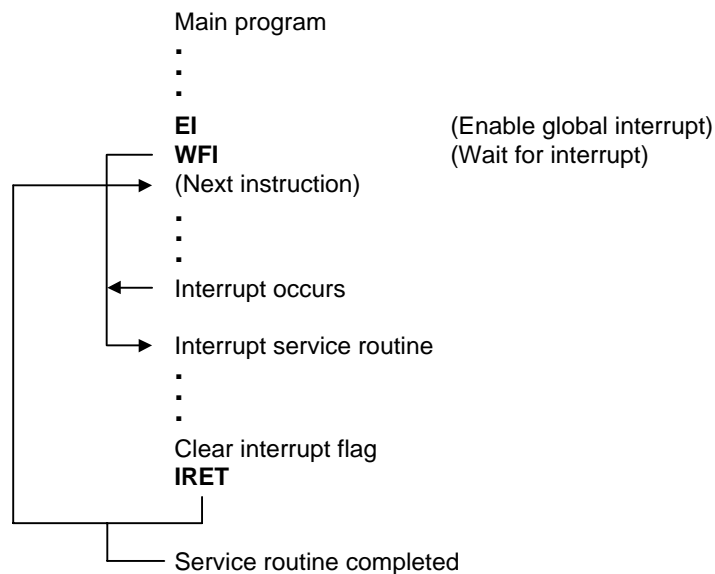 Main program
EI (Enable global interrupt)
WFI (Wait for interrupt)
(Next instruction)
Interrupt occurs
Interrupt service routine
Clear interrupt flag
IRET
Service routine completed